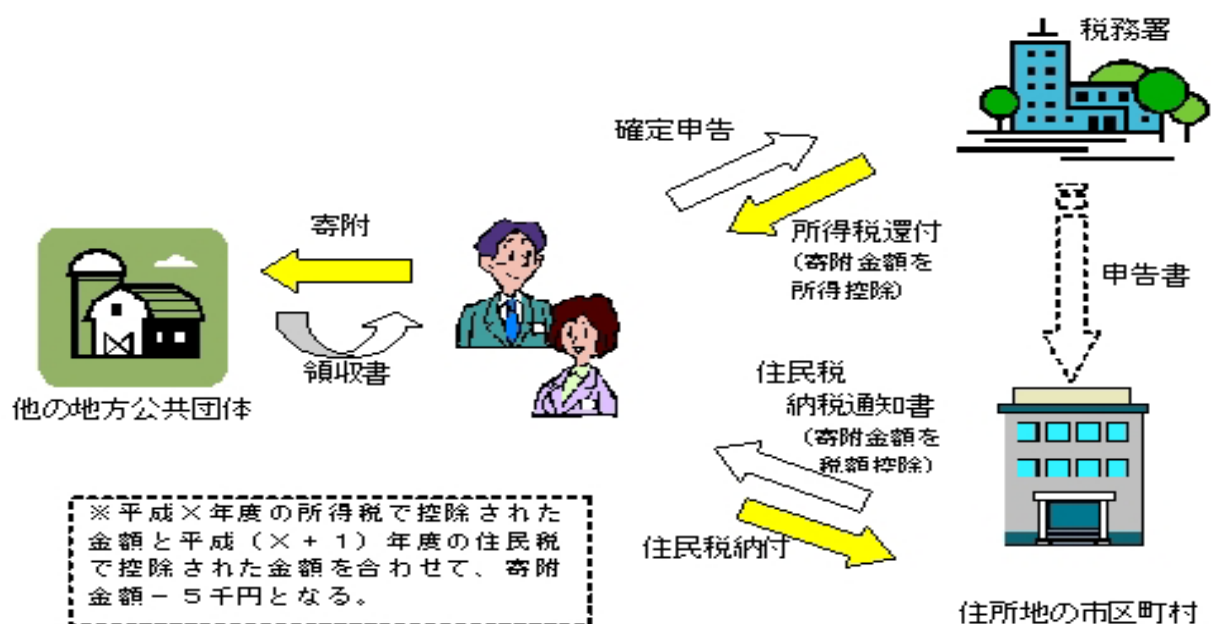 税務署
確定申告
寄附
所得税還付
(寄附金額を
所得控除)
申告書
領収書
他の地方公共団体
住民税
納税通知書
(寄附金額を
税額控除)
住民税納付
※平成X年度の所得税で控除された
金額と平成(X+1)年度の住民税
で控除された金額を合わせて、寄附
金額-5千円となる。
住所地の市区町村